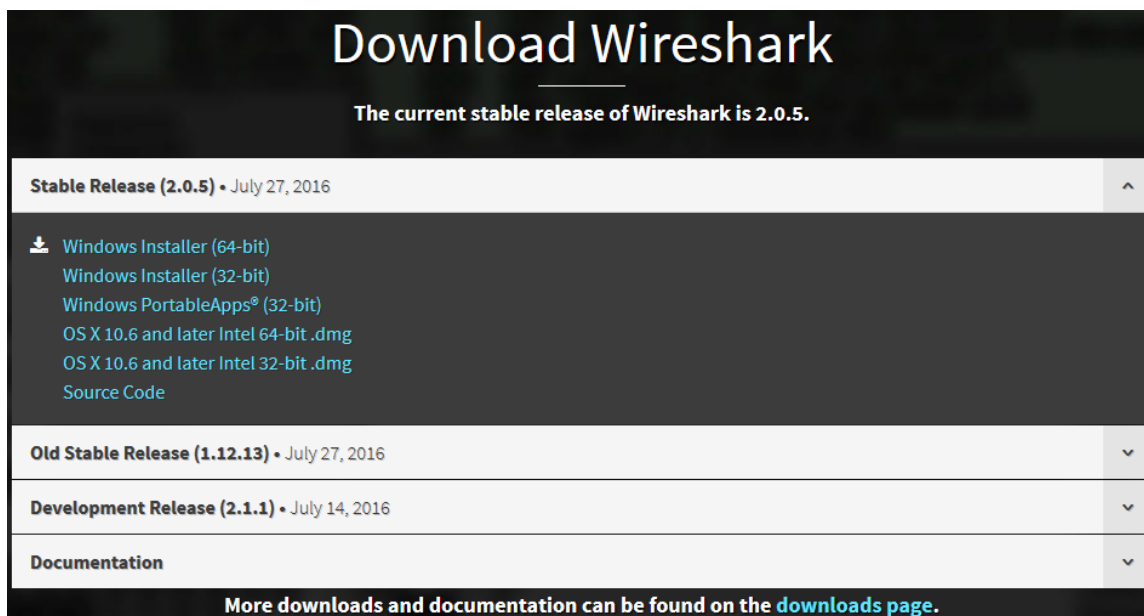 Download Wireshark
The current stable release of Wireshark is 2.0.5.
Stable Release (2.0.5) • July 27, 2016
Windows Installer (64-bit)
Windows Installer (32-bit)
Windows PortableApps® (32-bit)
OS X 10.6 and later Intel 64-bit .dmg
OS X 10.6 and later Intel 32-bit .dmg
Source Code
Old Stable Release (1.12.13) • July 27, 2016
Development Release (2.1.1) • July 14, 2016
Documentation
More downloads and documentation can be found on the downloads page.